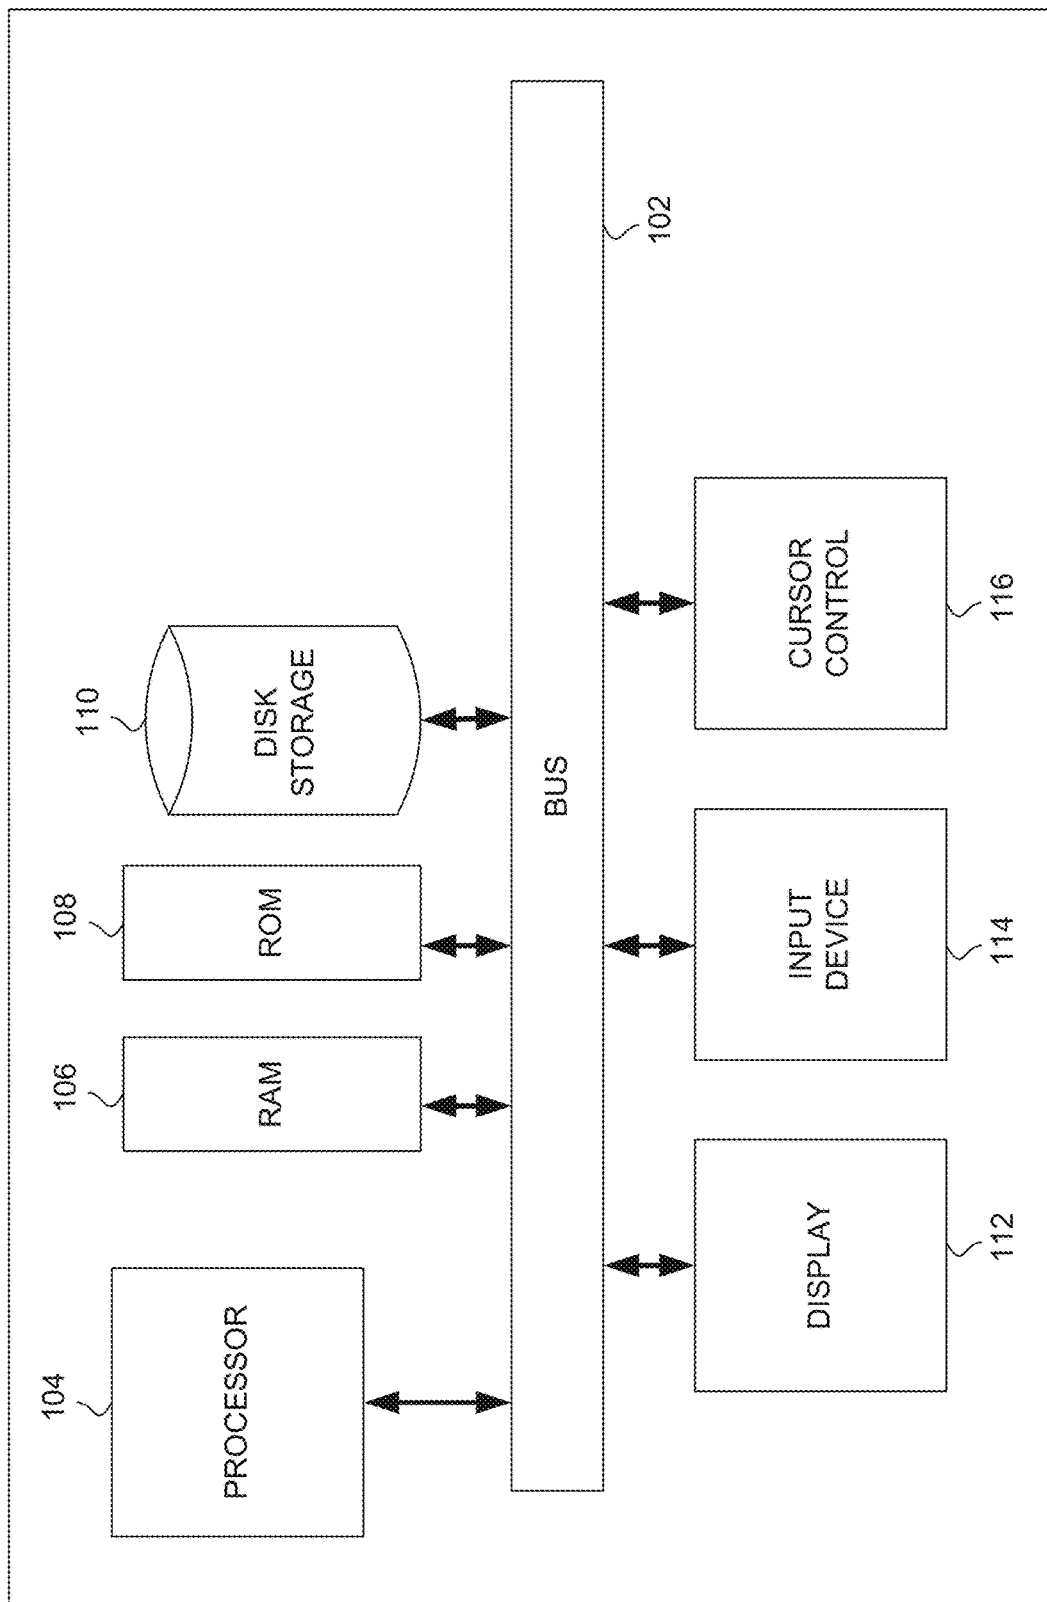 104
106
108
110
PROCESSOR
RAM
ROM
DISK
STORAGE
BUS
102
DISPLAY
INPUT
DEVICE
CURSOR
CONTROL
112
114
116